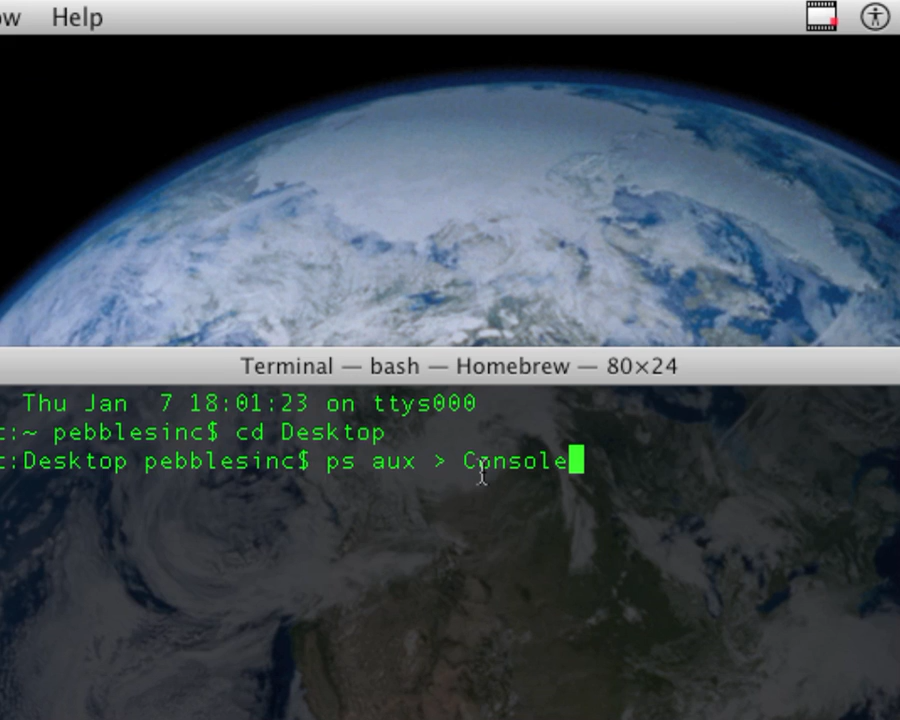 Help
Terminal — bash — Homebrew — 80×24
Thu Jan  7 18:01:23 on ttys000
:~ pebblesinc$ cd Desktop
:Desktop pebblesinc$ ps aux > Console